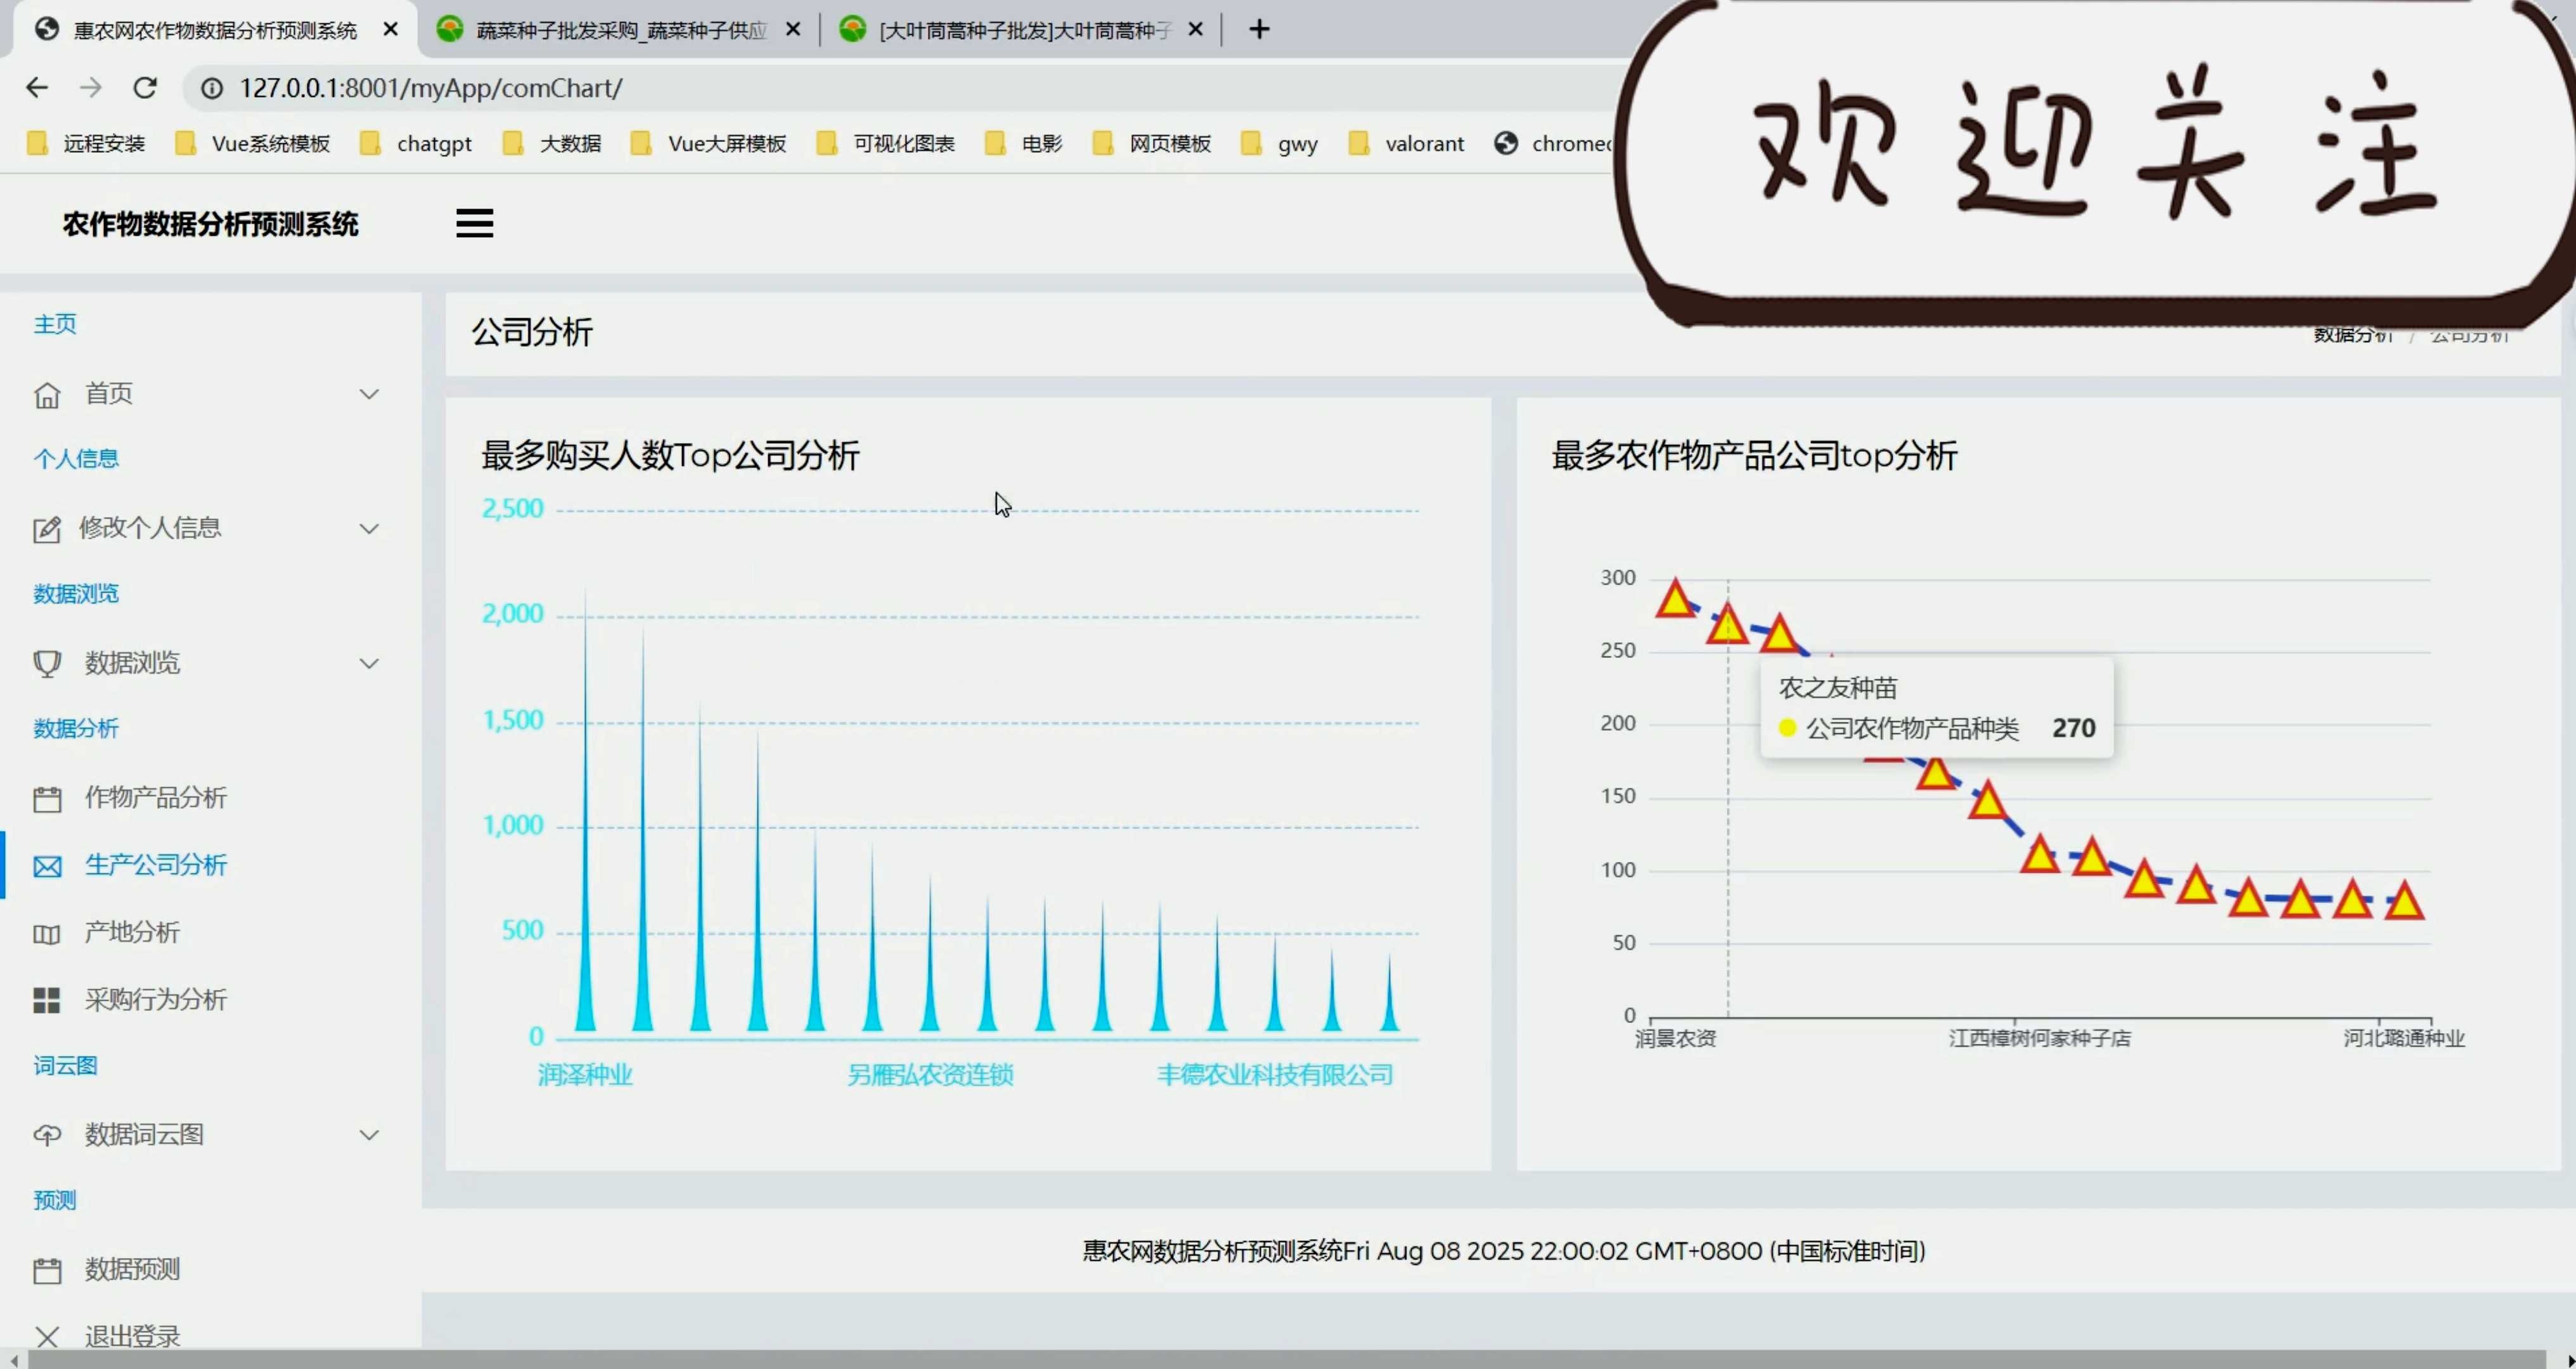 惠农网农作物数据分析预测系统
蔬菜种子批发采购_蔬菜种子供应
[大叶茼蒿种子批发]大叶茼蒿种子
127.0.0.1:8001/myApp/comChart/
远程安装
Vue系统模板
chatgpt
大数据
Vue大屏模板
可视化图表
电影
网页模板
gwy
valorant
欢迎关注
农作物数据分析预测系统
主页
首页
个人信息
修改个人信息
数据浏览
数据浏览
数据分析
作物产品分析
生产公司分析
产地分析
采购行为分析
词云图
数据词云图
预测
数据预测
退出登录
公司分析
数据分析 / 公司分析
最多购买人数Top公司分析
2,500
2,000
1,500
1,000
500
0
润泽种业
另雁弘农资连锁
丰德农业科技有限公司
最多农作物产品公司top分析
300
250
200
150
100
50
0
农之友种苗
公司农作物产品种类 270
润景农资
江西樟树何家种子店
河北璐通种业
惠农网数据分析预测系统Fri Aug 08 2025 22:00:02 GMT+0800 (中国标准时间)